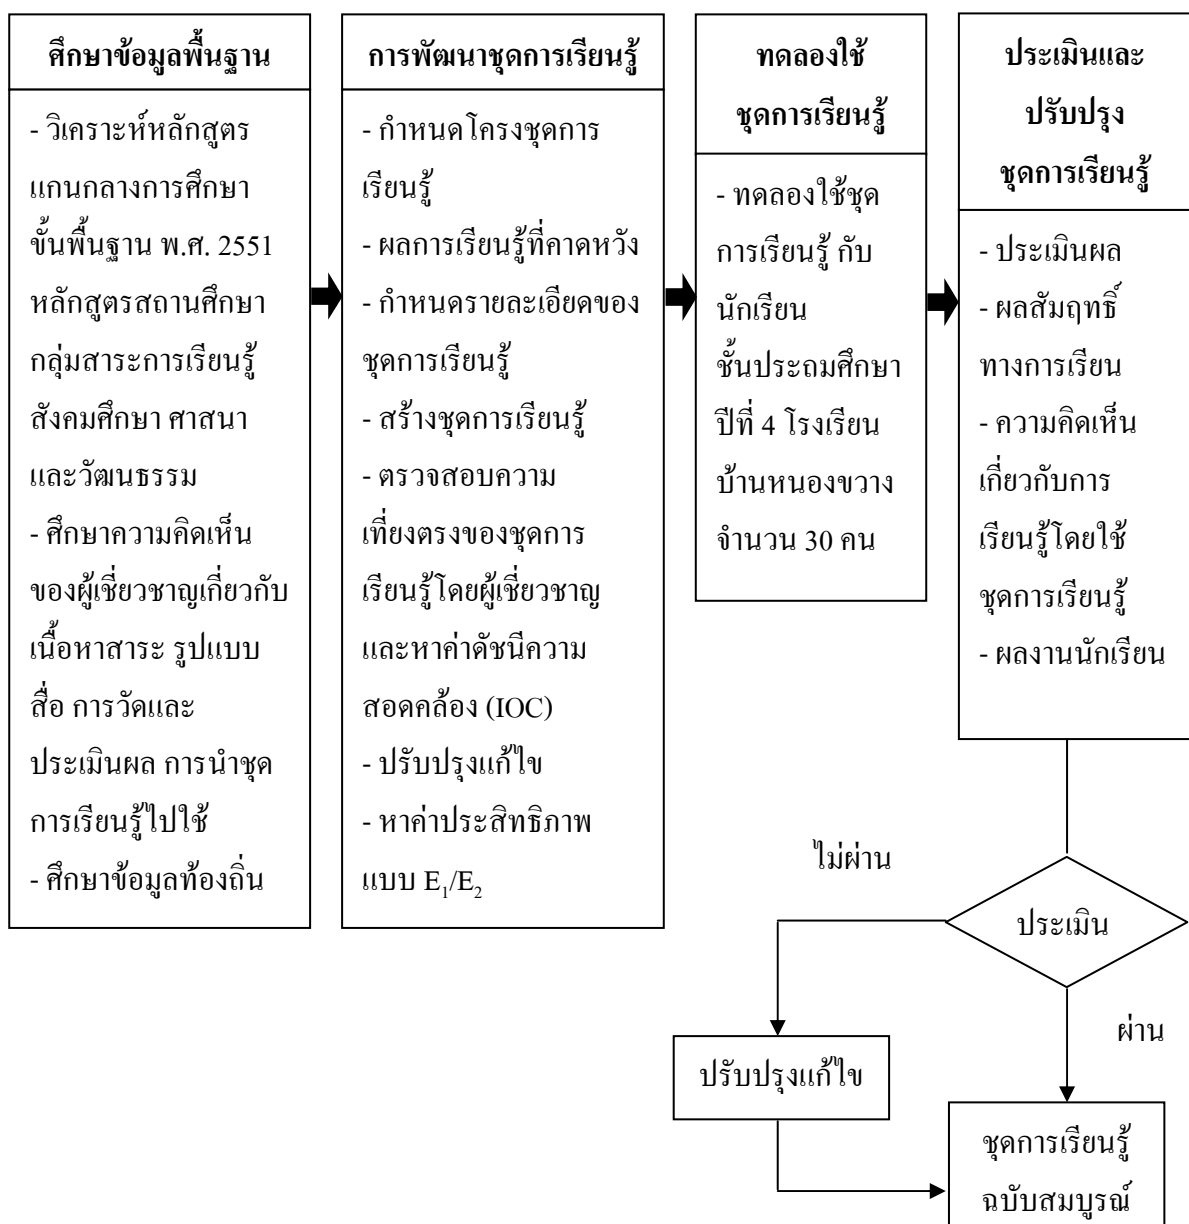 ศึกษาข้อมูลพื้นฐาน
- วิเคราะห์หลักสูตร
แกนกลางการศึกษา
ขั้นพื้นฐาน พ.ศ. 2551
หลักสูตรสถานศึกษา
กลุ่มสาระการเรียนรู้
สังคมศึกษา ศาสนา
และวัฒนธรรม
- ศึกษาความคิดเห็น
ของผู้เชี่ยวชาญเกี่ยวกับ
เนื้อหาสาระ รูปแบบ
สื่อ การวัดและ
ประเมินผล การนำชุด
การเรียนรู้ไปใช้
- ศึกษาข้อมูลท้องถิ่น
การพัฒนาชุดการเรียนรู้
- กำหนดโครงชุดการ
เรียนรู้
- ผลการเรียนรู้ที่คาดหวัง
- กำหนดรายละเอียดของ
ชุดการเรียนรู้
- สร้างชุดการเรียนรู้
- ตรวจสอบความ
เที่ยงตรงของชุดการ
เรียนรู้โดยผู้เชี่ยวชาญ
และหาค่าดัชนีความ
สอดคล้อง (IOC)
- ปรับปรุงแก้ไข
- หาค่าประสิทธิภาพ
แบบ E₁/E₂
ทดลองใช้
ชุดการเรียนรู้
- ทดลองใช้ชุด
การเรียนรู้ กับ
นักเรียน
ชั้นประถมศึกษา
ปีที่ 4 โรงเรียน
บ้านหนองขวาง
จำนวน 30 คน
ประเมินและ
ปรับปรุง
ชุดการเรียนรู้
- ประเมินผล
- ผลสัมฤทธิ์
ทางการเรียน
- ความคิดเห็น
เกี่ยวกับการ
เรียนรู้โดยใช้
ชุดการเรียนรู้
- ผลงานนักเรียน
ไม่ผ่าน
ประเมิน
ผ่าน
ปรับปรุงแก้ไข
ชุดการเรียนรู้
ฉบับสมบูรณ์